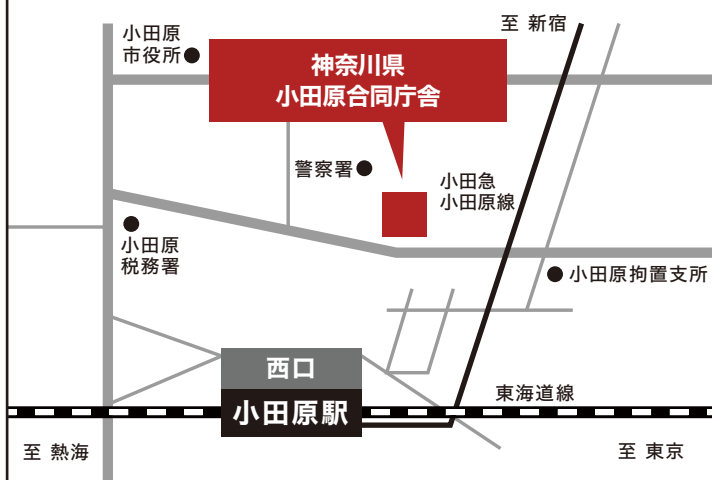 至 新宿
小田原
市役所
神奈川県
小田原合同庁舎
警察署
小田急
小田原線
小田原
税務署
小田原拘置支所
西口
小田原駅
東海道線
至 熱海
至 東京